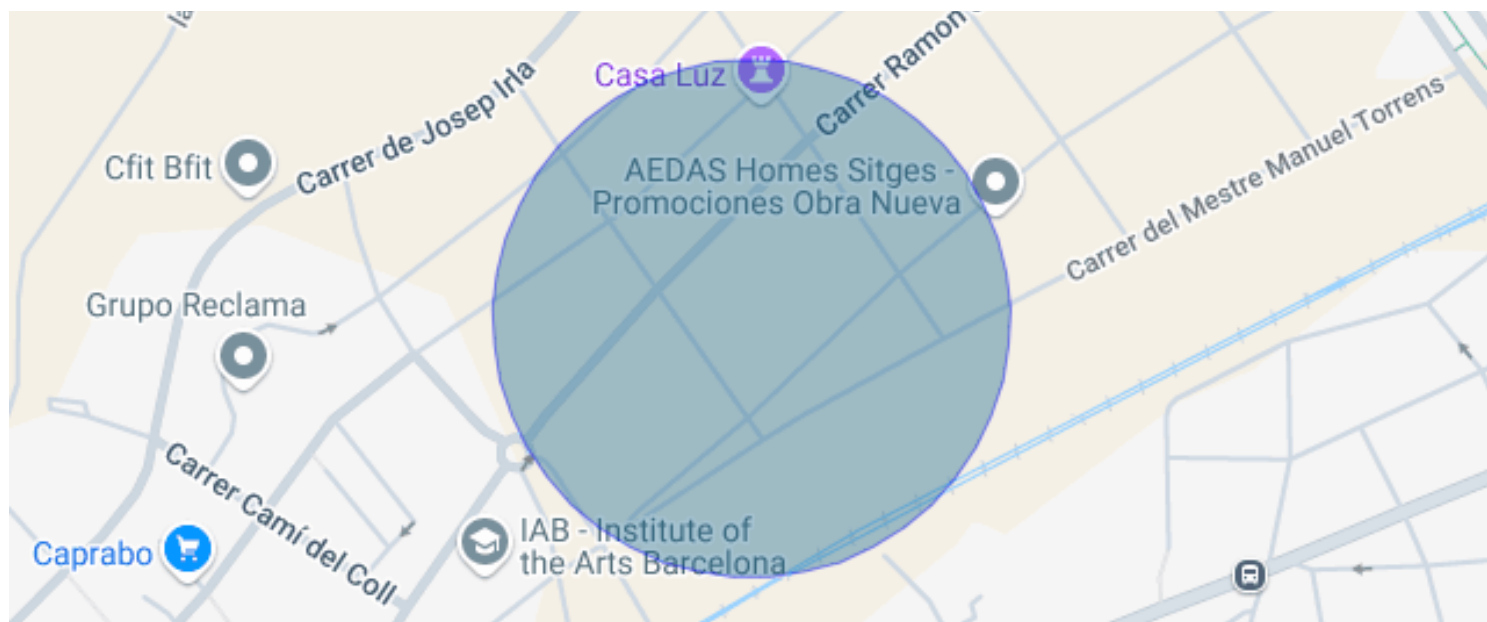 la
Casa Luz
Carrer Ramon
Carrer de Josep Irla
Cfit Bfit
AEDAS Homes Sitges -
Promociones Obra Nueva
Carrer del Mestre Manuel Torrens
Grupo Reclama
Carrer Camí del Coll
IAB - Institute of
the Arts Barcelona
Caprabo